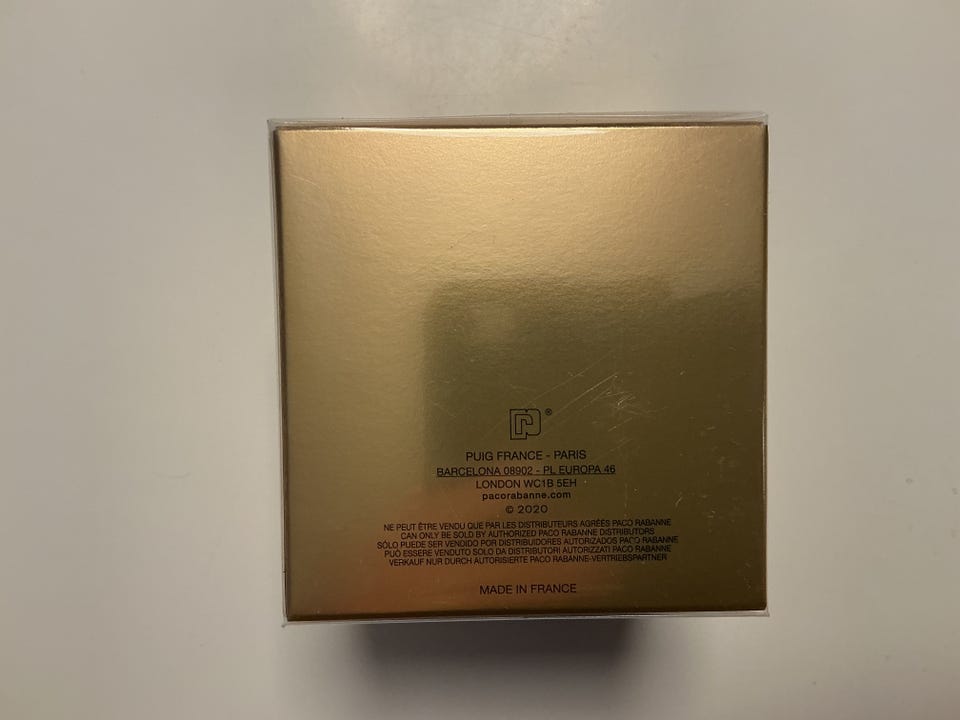 ®
PUIG FRANCE - PARIS
BARCELONA 08902 - PL EUROPA 46
LONDON WC1B 5EH
pacorabanne.com
© 2020
NE PEUT ÊTRE VENDU QUE PAR LES DISTRIBUTEURS AGRÉÉS PACO RABANNE
CAN ONLY BE SOLD BY AUTHORIZED PACO RABANNE DISTRIBUTORS
SÓLO PUEDE SER VENDIDO POR DISTRIBUIDORES AUTORIZADOS PACO RABANNE
PUÒ ESSERE VENDUTO SOLO DA DISTRIBUTORI AUTORIZZATI PACO RABANNE
VERKAUF NUR DURCH AUTORISIERTE PACO RABANNE-VERTRIEBSPARTNER
MADE IN FRANCE